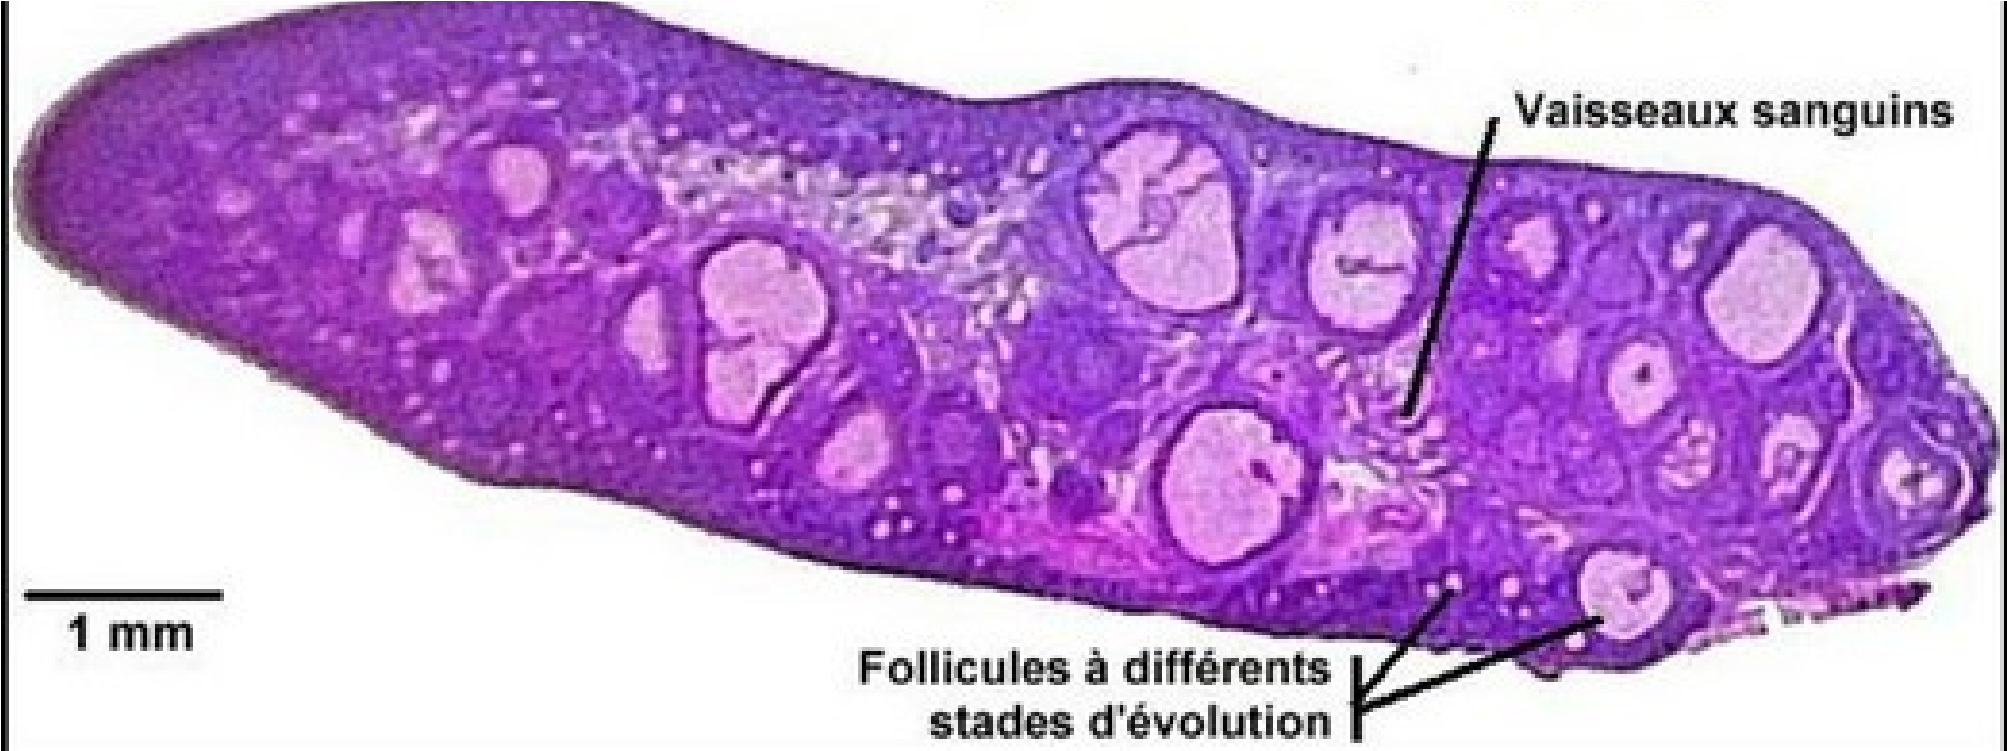 Vaisseaux sanguins
1 mm
Follicules à différents
stades d'évolution